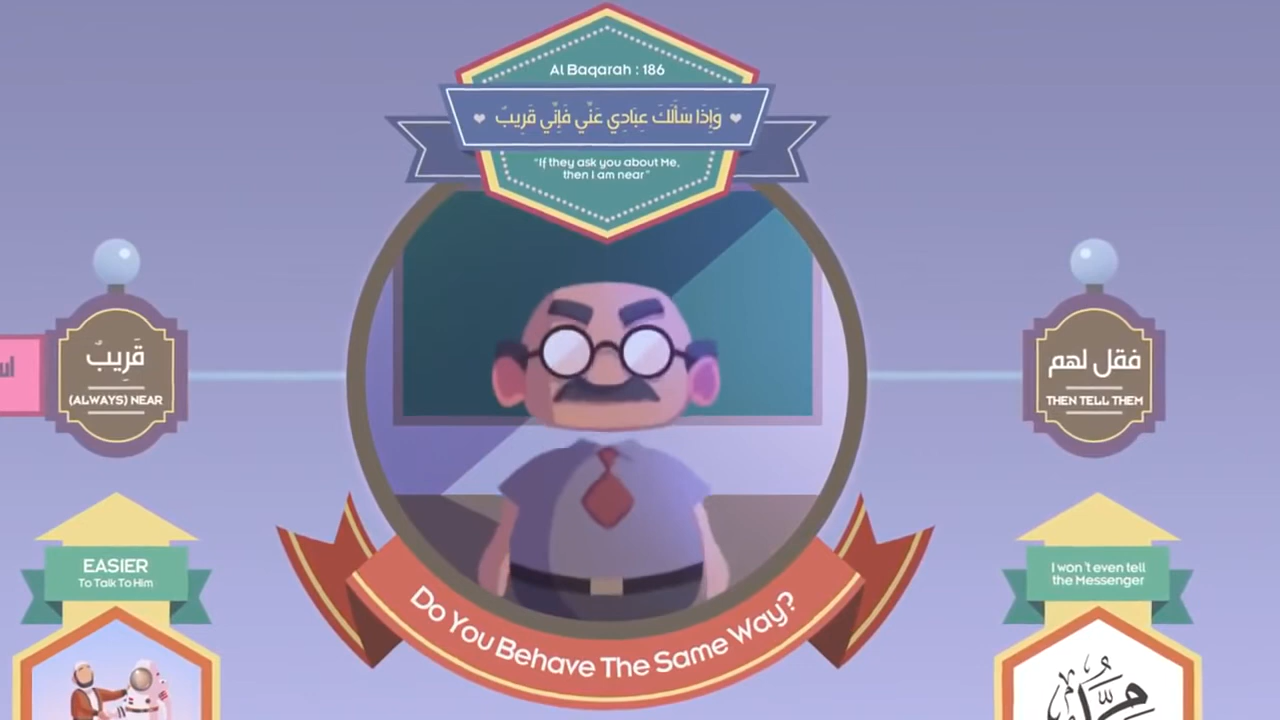 Al Baqarah : 186
وَإِذَا سَأَلَكَ عِبَادِي عَنِّي فَإِنِّي قَرِيبٌ
"If they ask you about Me,
then I am near"
قَرِيبٌ
(ALWAYS) NEAR
فقل لهم
THEN TELL THEM
EASIER
To Talk To Him
I won't even tell
the Messenger
Do You Behave The Same Way?